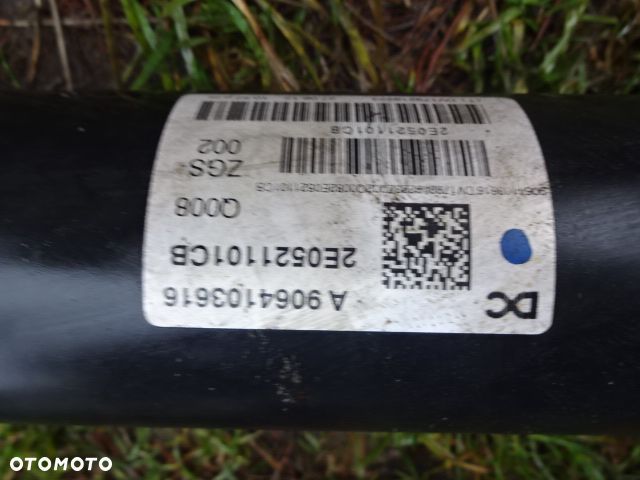 DC
A 9064103616
2E0521101CB
Q008
ZGS
002
2E0521101CB
OTOMOTO